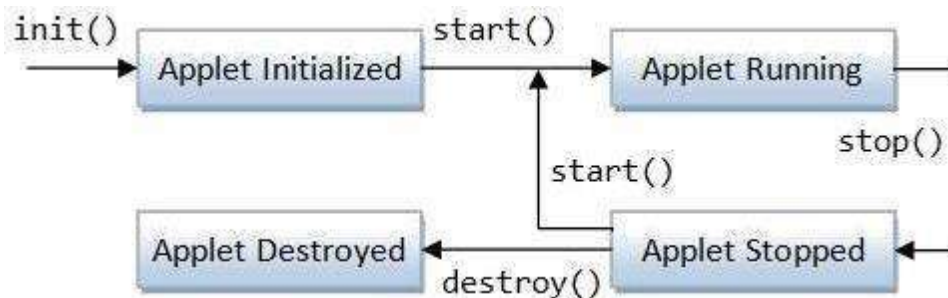 init()
start()
Applet Initialized
Applet Running
stop()
start()
Applet Destroyed
Applet Stopped
destroy()